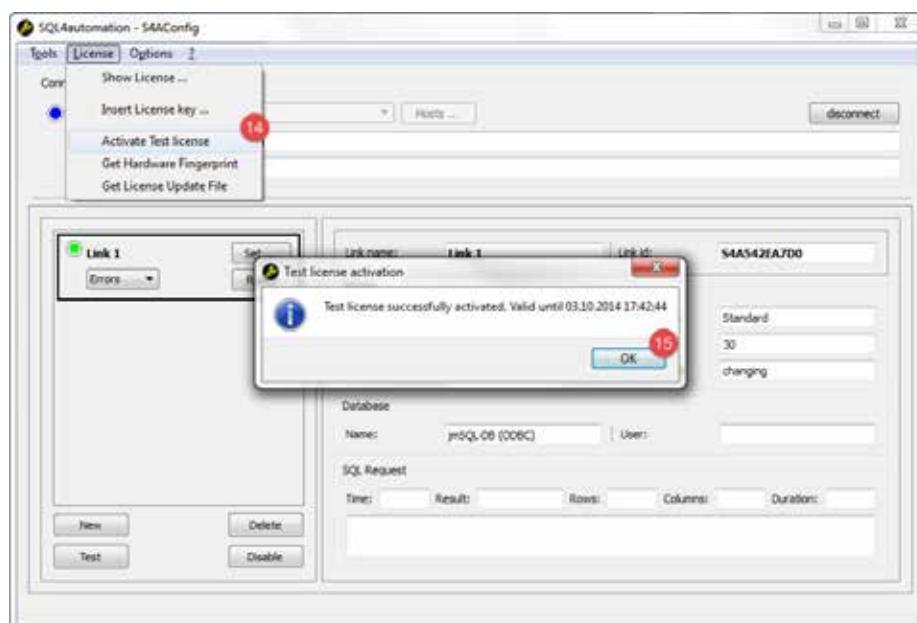 SQL4automation - S4AConfig
Tools License Options ?
Show License ...
Insert License key ...
Activate Test license
14
Get Hardware Fingerprint
Get License Update File
Hosts ...
disconnect
Link 1
Errors
Link name: Link 1 Link id: S4A542EA7D0
Test license activation
Test license successfully activated. Valid until 03.10.2014 17:42:44
15
OK
Standard
30
changing
Database
Name: jmSQL-DB (ODBC) User:
SQL Request
Time: Result: Rows: Columns: Duration:
New Delete
Test Disable